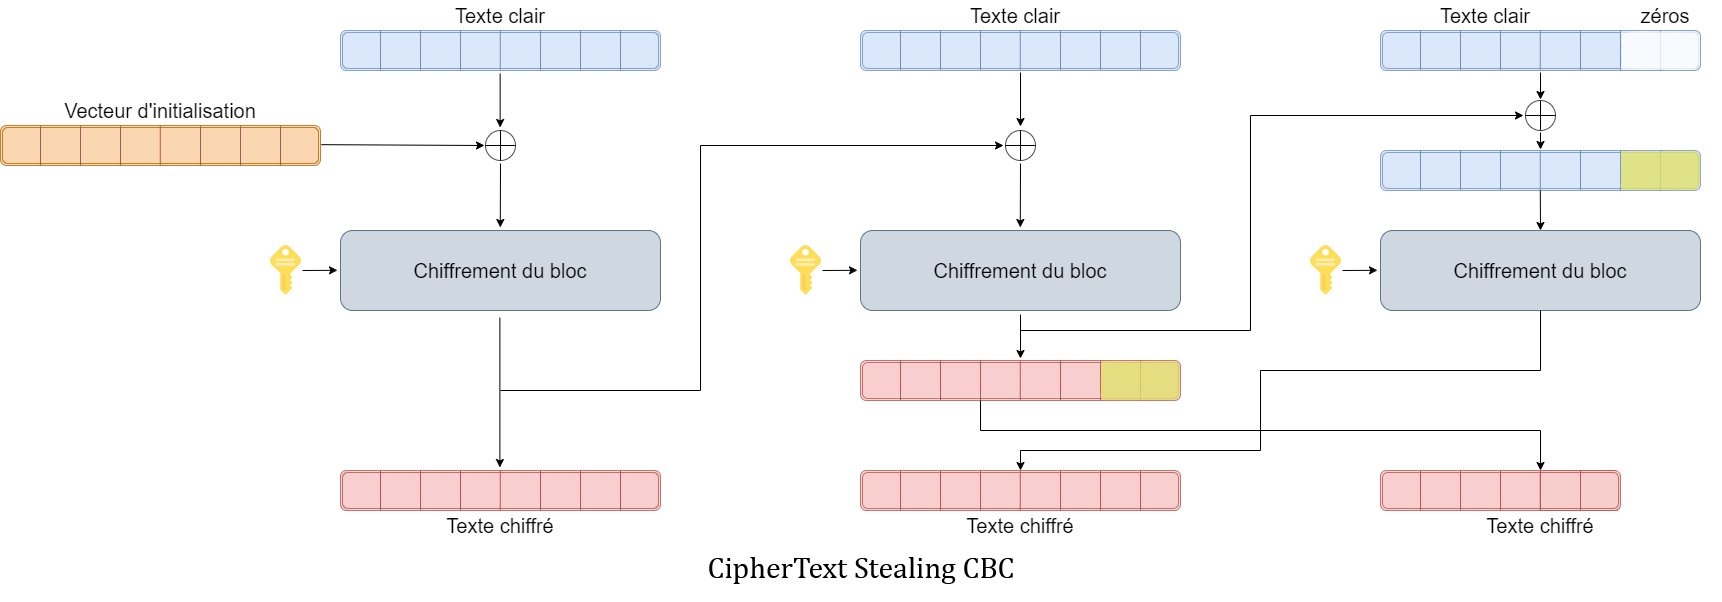 Texte clair
Texte clair
Texte clair
zéros
Vecteur d'initialisation
Chiffrement du bloc
Chiffrement du bloc
Chiffrement du bloc
Texte chiffré
Texte chiffré
Texte chiffré
CipherText Stealing CBC